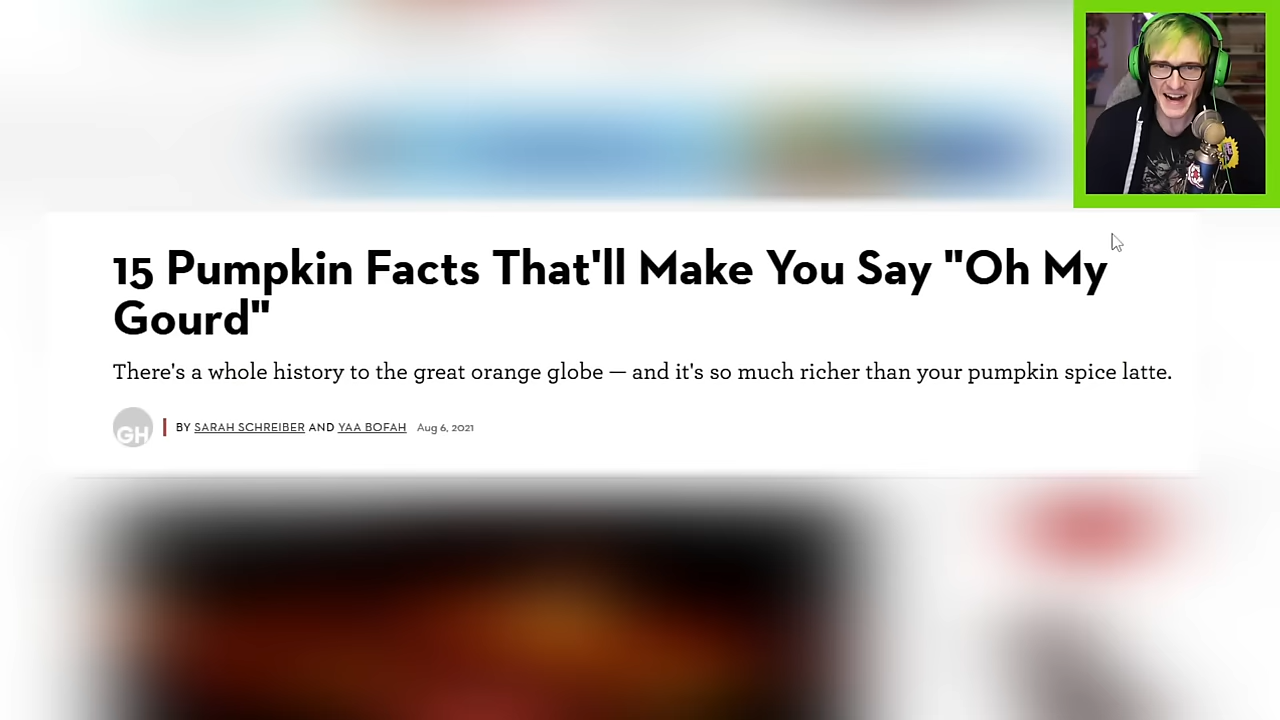 15 Pumpkin Facts That'll Make You Say "Oh My
Gourd"
There's a whole history to the great orange globe — and it's so much richer than your pumpkin spice latte.
GH
BY SARAH SCHREIBER AND YAA BOFAH Aug 6, 2021